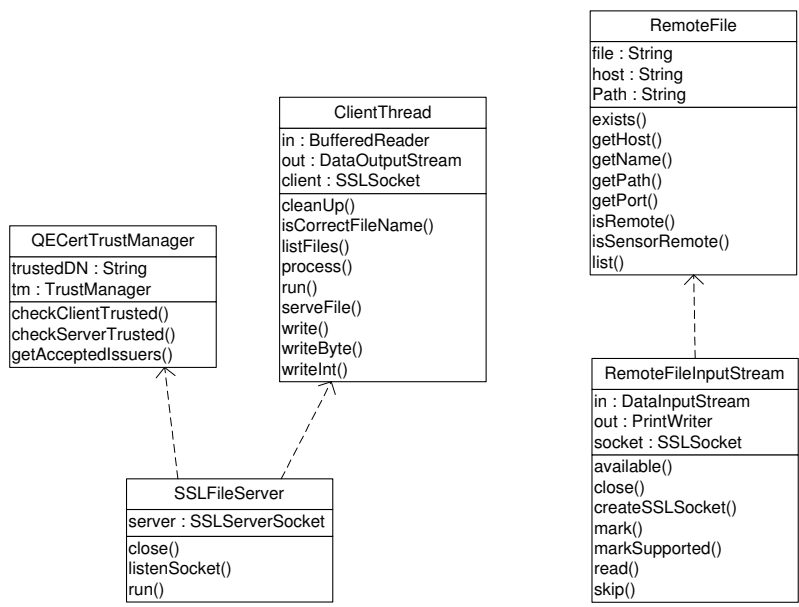 RemoteFile
file : String
host : String
Path : String
exists()
getHost()
getName()
getPath()
getPort()
isRemote()
isSensorRemote()
list()
ClientThread
in : BufferedReader
out : DataOutputStream
client : SSLSocket
cleanUp()
isCorrectFileName()
listFiles()
process()
run()
serveFile()
write()
writeByte()
writeInt()
QECertTrustManager
trustedDN : String
tm : TrustManager
checkClientTrusted()
checkServerTrusted()
getAcceptedIssuers()
RemoteFileInputStream
in : DataInputStream
out : PrintWriter
socket : SSLSocket
available()
close()
createSSLSocket()
mark()
markSupported()
read()
skip()
SSLFileServer
server : SSLServerSocket
close()
listenSocket()
run()